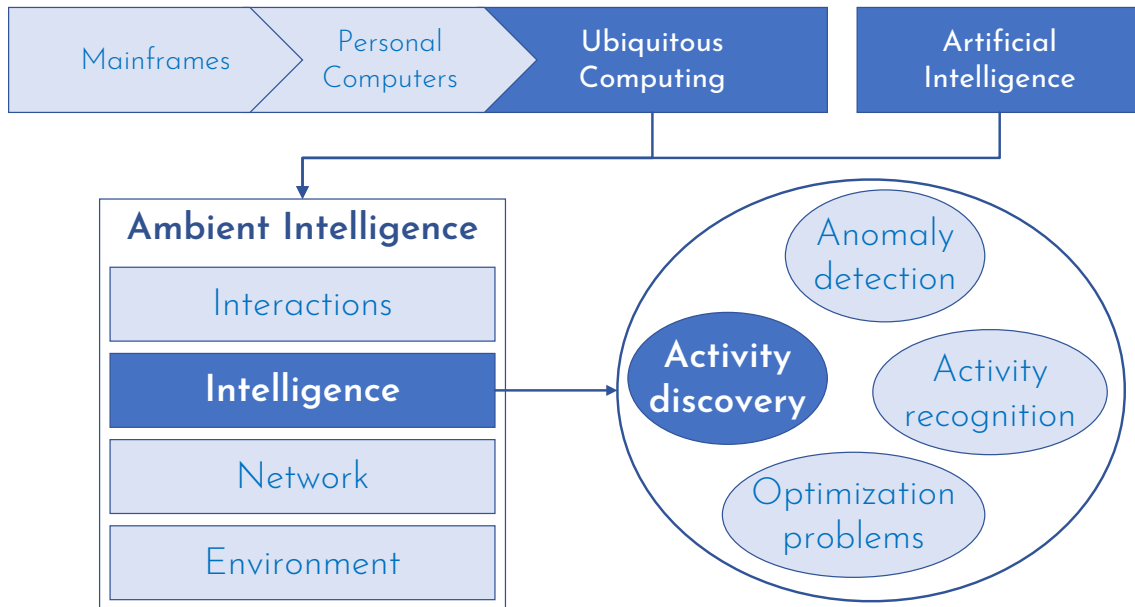 Mainframes
Personal
Computers
Ubiquitous
Computing
Artificial
Intelligence
Ambient Intelligence
Interactions
Intelligence
Network
Environment
Anomaly
detection
Activity
discovery
Activity
recognition
Optimization
problems